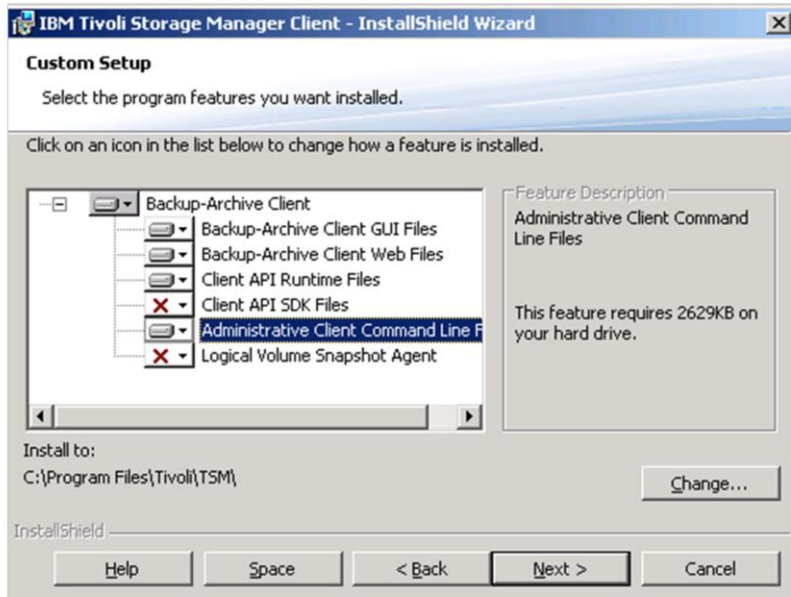 IBM Tivoli Storage Manager Client - InstallShield Wizard
Custom Setup
Select the program features you want installed.
Click on an icon in the list below to change how a feature is installed.
Backup-Archive Client
Backup-Archive Client GUI Files
Backup-Archive Client Web Files
Client API Runtime Files
Client API SDK Files
Administrative Client Command Line F
Logical Volume Snapshot Agent
Feature Description
Administrative Client Command
Line Files
This feature requires 2629KB on
your hard drive.
Install to:
C:\Program Files\Tivoli\TSM\
Change...
InstallShield
Help
Space
< Back
Next >
Cancel